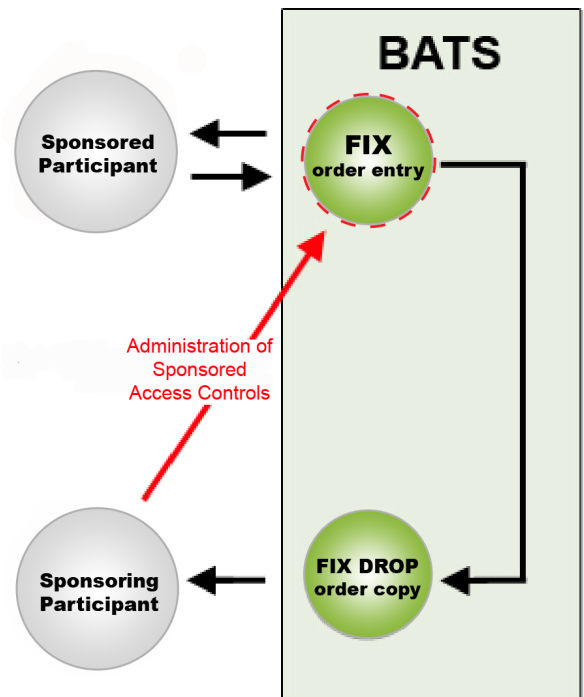 BATS
Sponsored
Participant
FIX
order entry
Administration of
Sponsored
Access Controls
Sponsoring
Participant
FIX DROP
order copy